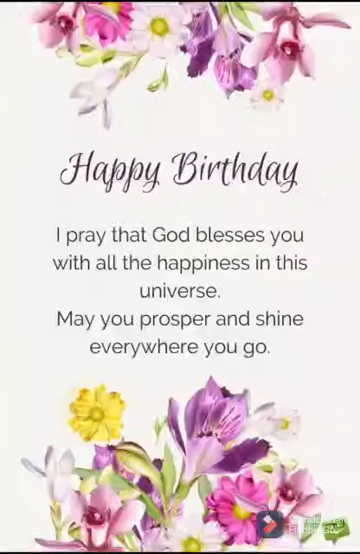 Happy Birthday
I pray that God blesses you
with all the happiness in this
universe.
May you prosper and shine
everywhere you go.